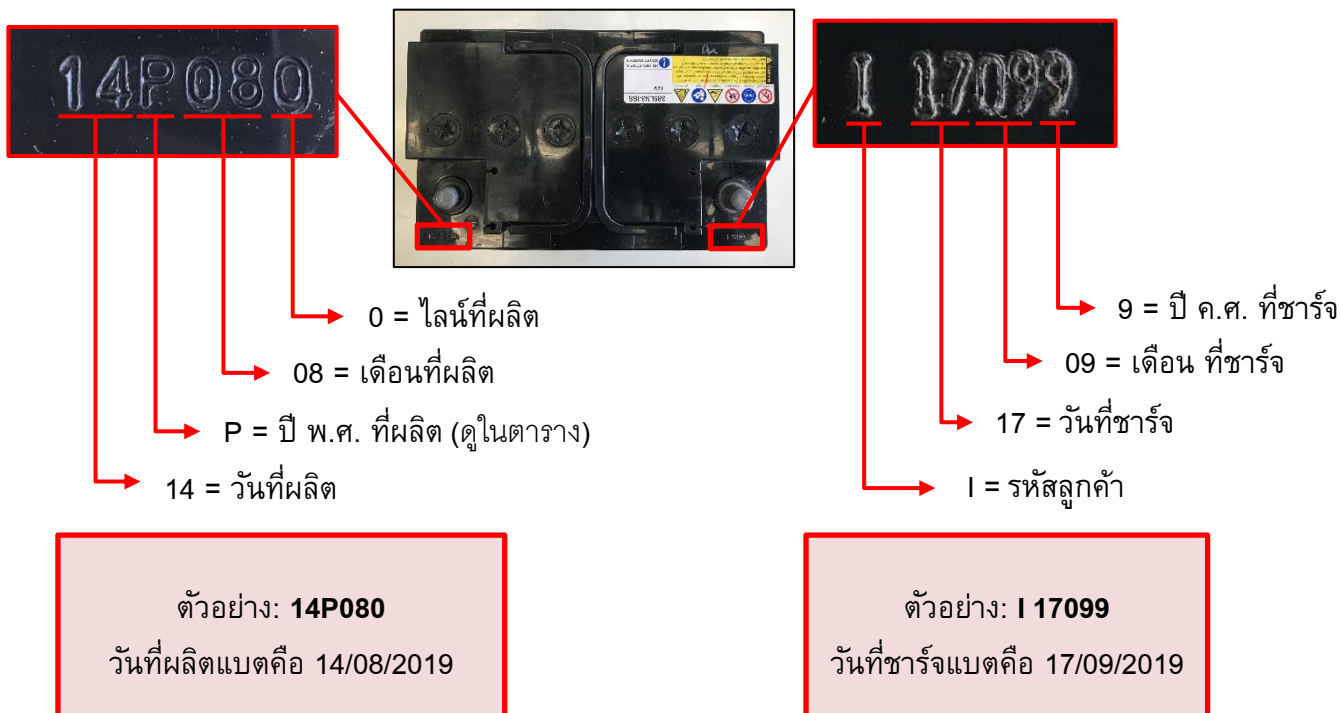 14P080
I 17099
385LN3-ISS
12V
0 = ไลน์ที่ผลิต
08 = เดือนที่ผลิต
P = ปี พ.ศ. ที่ผลิต (ดูในตาราง)
14 = วันที่ผลิต
9 = ปี ค.ศ. ที่ชาร์จ
09 = เดือน ที่ชาร์จ
17 = วันที่ชาร์จ
I = รหัสลูกค้า
ตัวอย่าง: 14P080
วันที่ผลิตแบตคือ 14/08/2019
ตัวอย่าง: I 17099
วันที่ชาร์จแบตคือ 17/09/2019